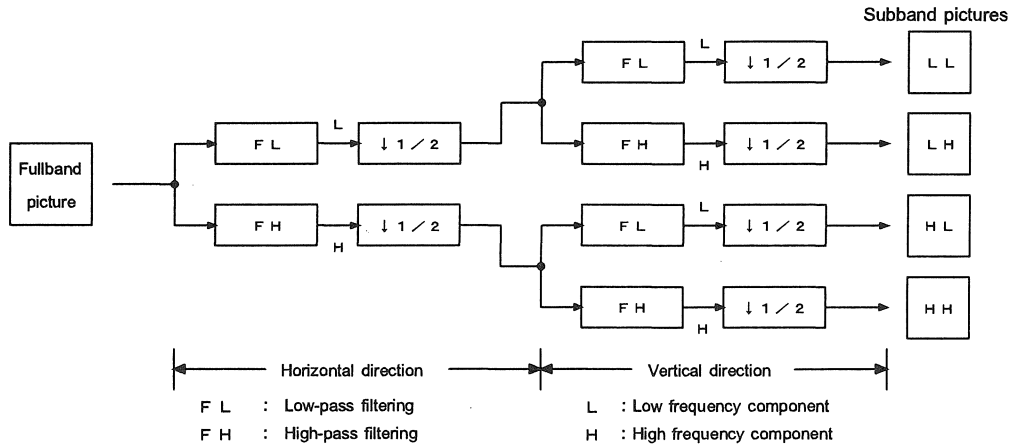 Subband pictures
L
F L
↓ 1 / 2
L L
L
F L
↓ 1 / 2
F H
↓ 1 / 2
L H
H
Fullband
picture
L
F H
↓ 1 / 2
F L
↓ 1 / 2
H L
H
F H
↓ 1 / 2
H H
H
Horizontal direction
Vertical direction
F L : Low-pass filtering
L : Low frequency component
F H : High-pass filtering
H : High frequency component